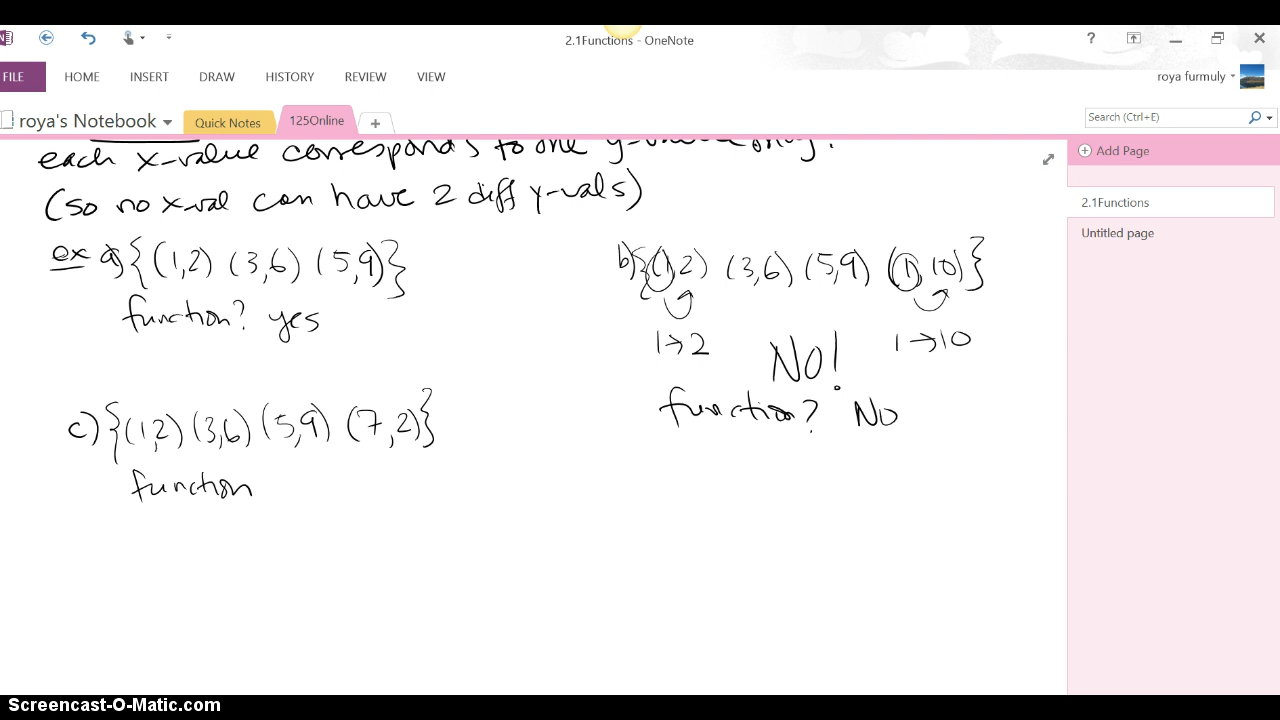 2.1Functions - OneNote
?
FILE HOME INSERT DRAW HISTORY REVIEW VIEW
roya furmuly
roya's Notebook
Quick Notes
125Online
+
Search (Ctrl+E)
Add Page
2.1Functions
Untitled page
each x-value corresponds to one y-value only!
(so no x-val can have 2 diff y-vals)
ex a) {(1,2) (3,6) (5,9)}
function? yes
b) {(1,2) (3,6) (5,9) (1,10)}
1→2 1→10
NO!
function? No
c) {(1,2) (3,6) (5,9) (7,2)}
function
Screencast-O-Matic.com